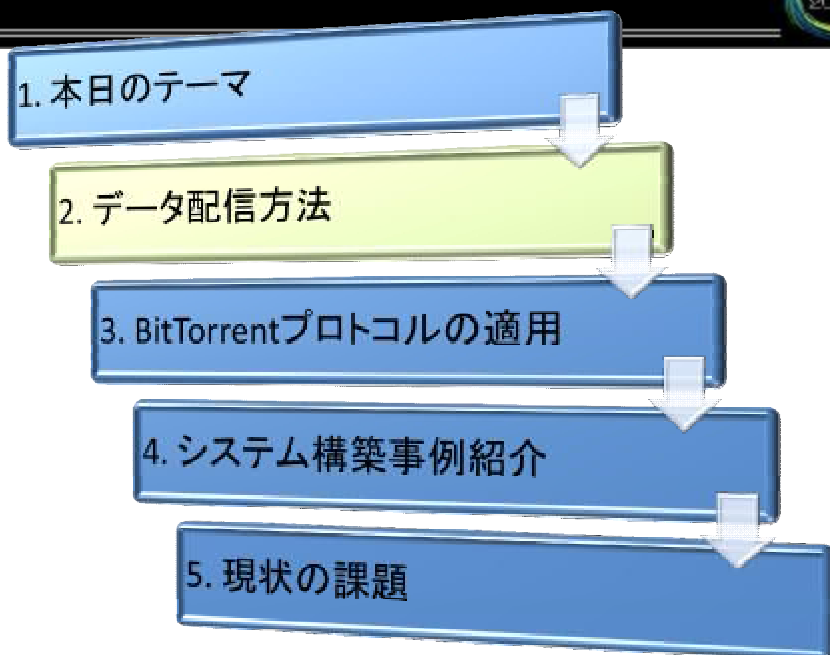 1. 本日のテーマ
2. データ配信方法
3. BitTorrentプロトコルの適用
4. システム構築事例紹介
5. 現状の課題